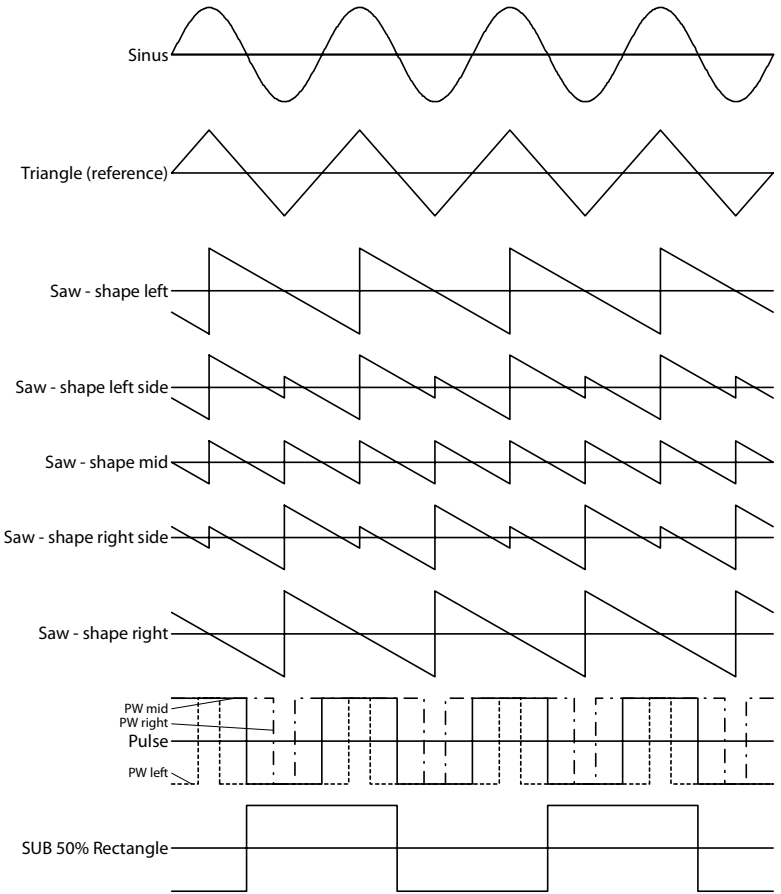 Sinus
Triangle (reference)
Saw - shape left
Saw - shape left side
Saw - shape mid
Saw - shape right side
Saw - shape right
PW mid
PW right
Pulse
PW left
SUB 50% Rectangle